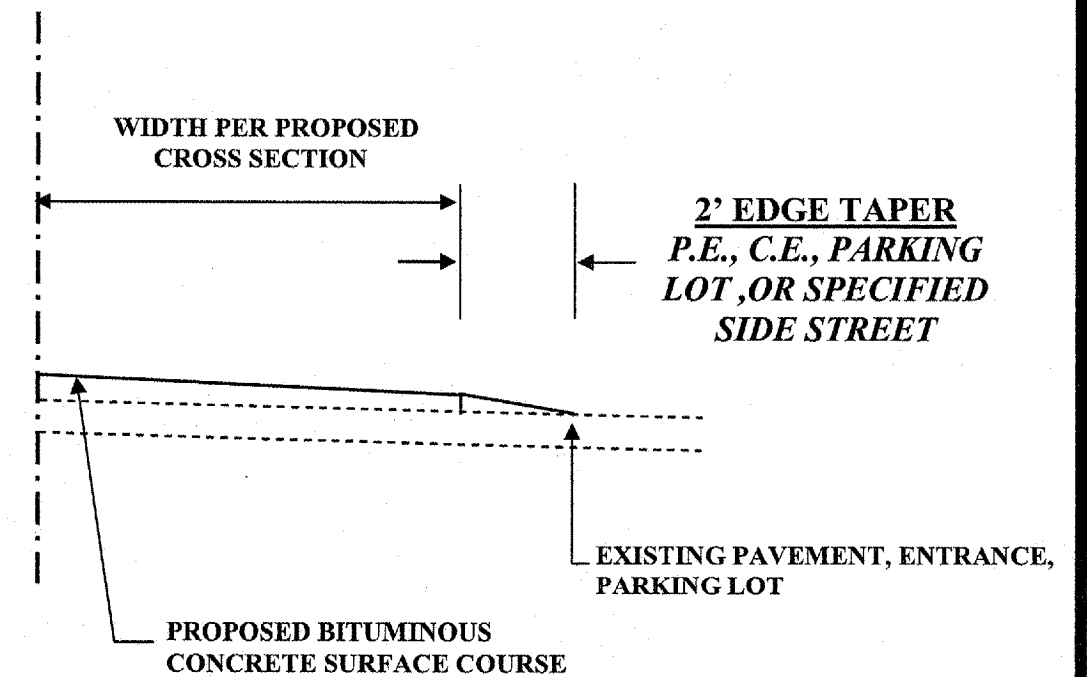 WIDTH PER PROPOSED
CROSS SECTION
2' EDGE TAPER
P.E., C.E., PARKING
LOT ,OR SPECIFIED
SIDE STREET
EXISTING PAVEMENT, ENTRANCE,
PARKING LOT
PROPOSED BITUMINOUS
CONCRETE SURFACE COURSE